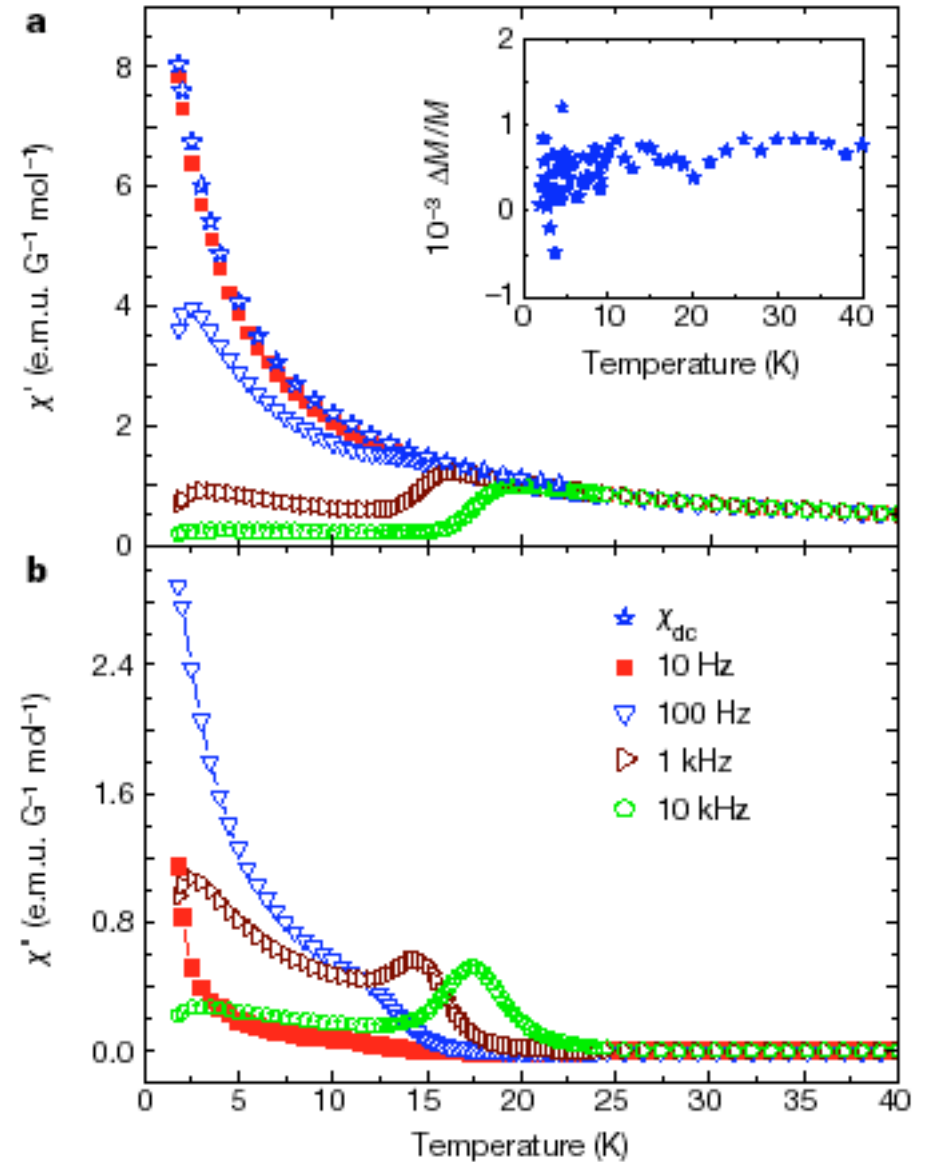 a
χ′ (e.m.u. G⁻¹ mol⁻¹)
8
6
4
2
0
10⁻³ ΔM/M
2
1
0
−1
0 10 20 30 40
Temperature (K)
b
χ″ (e.m.u. G⁻¹ mol⁻¹)
2.4
1.6
0.8
0.0
χdc
10 Hz
100 Hz
1 kHz
10 kHz
0 5 10 15 20 25 30 35 40
Temperature (K)